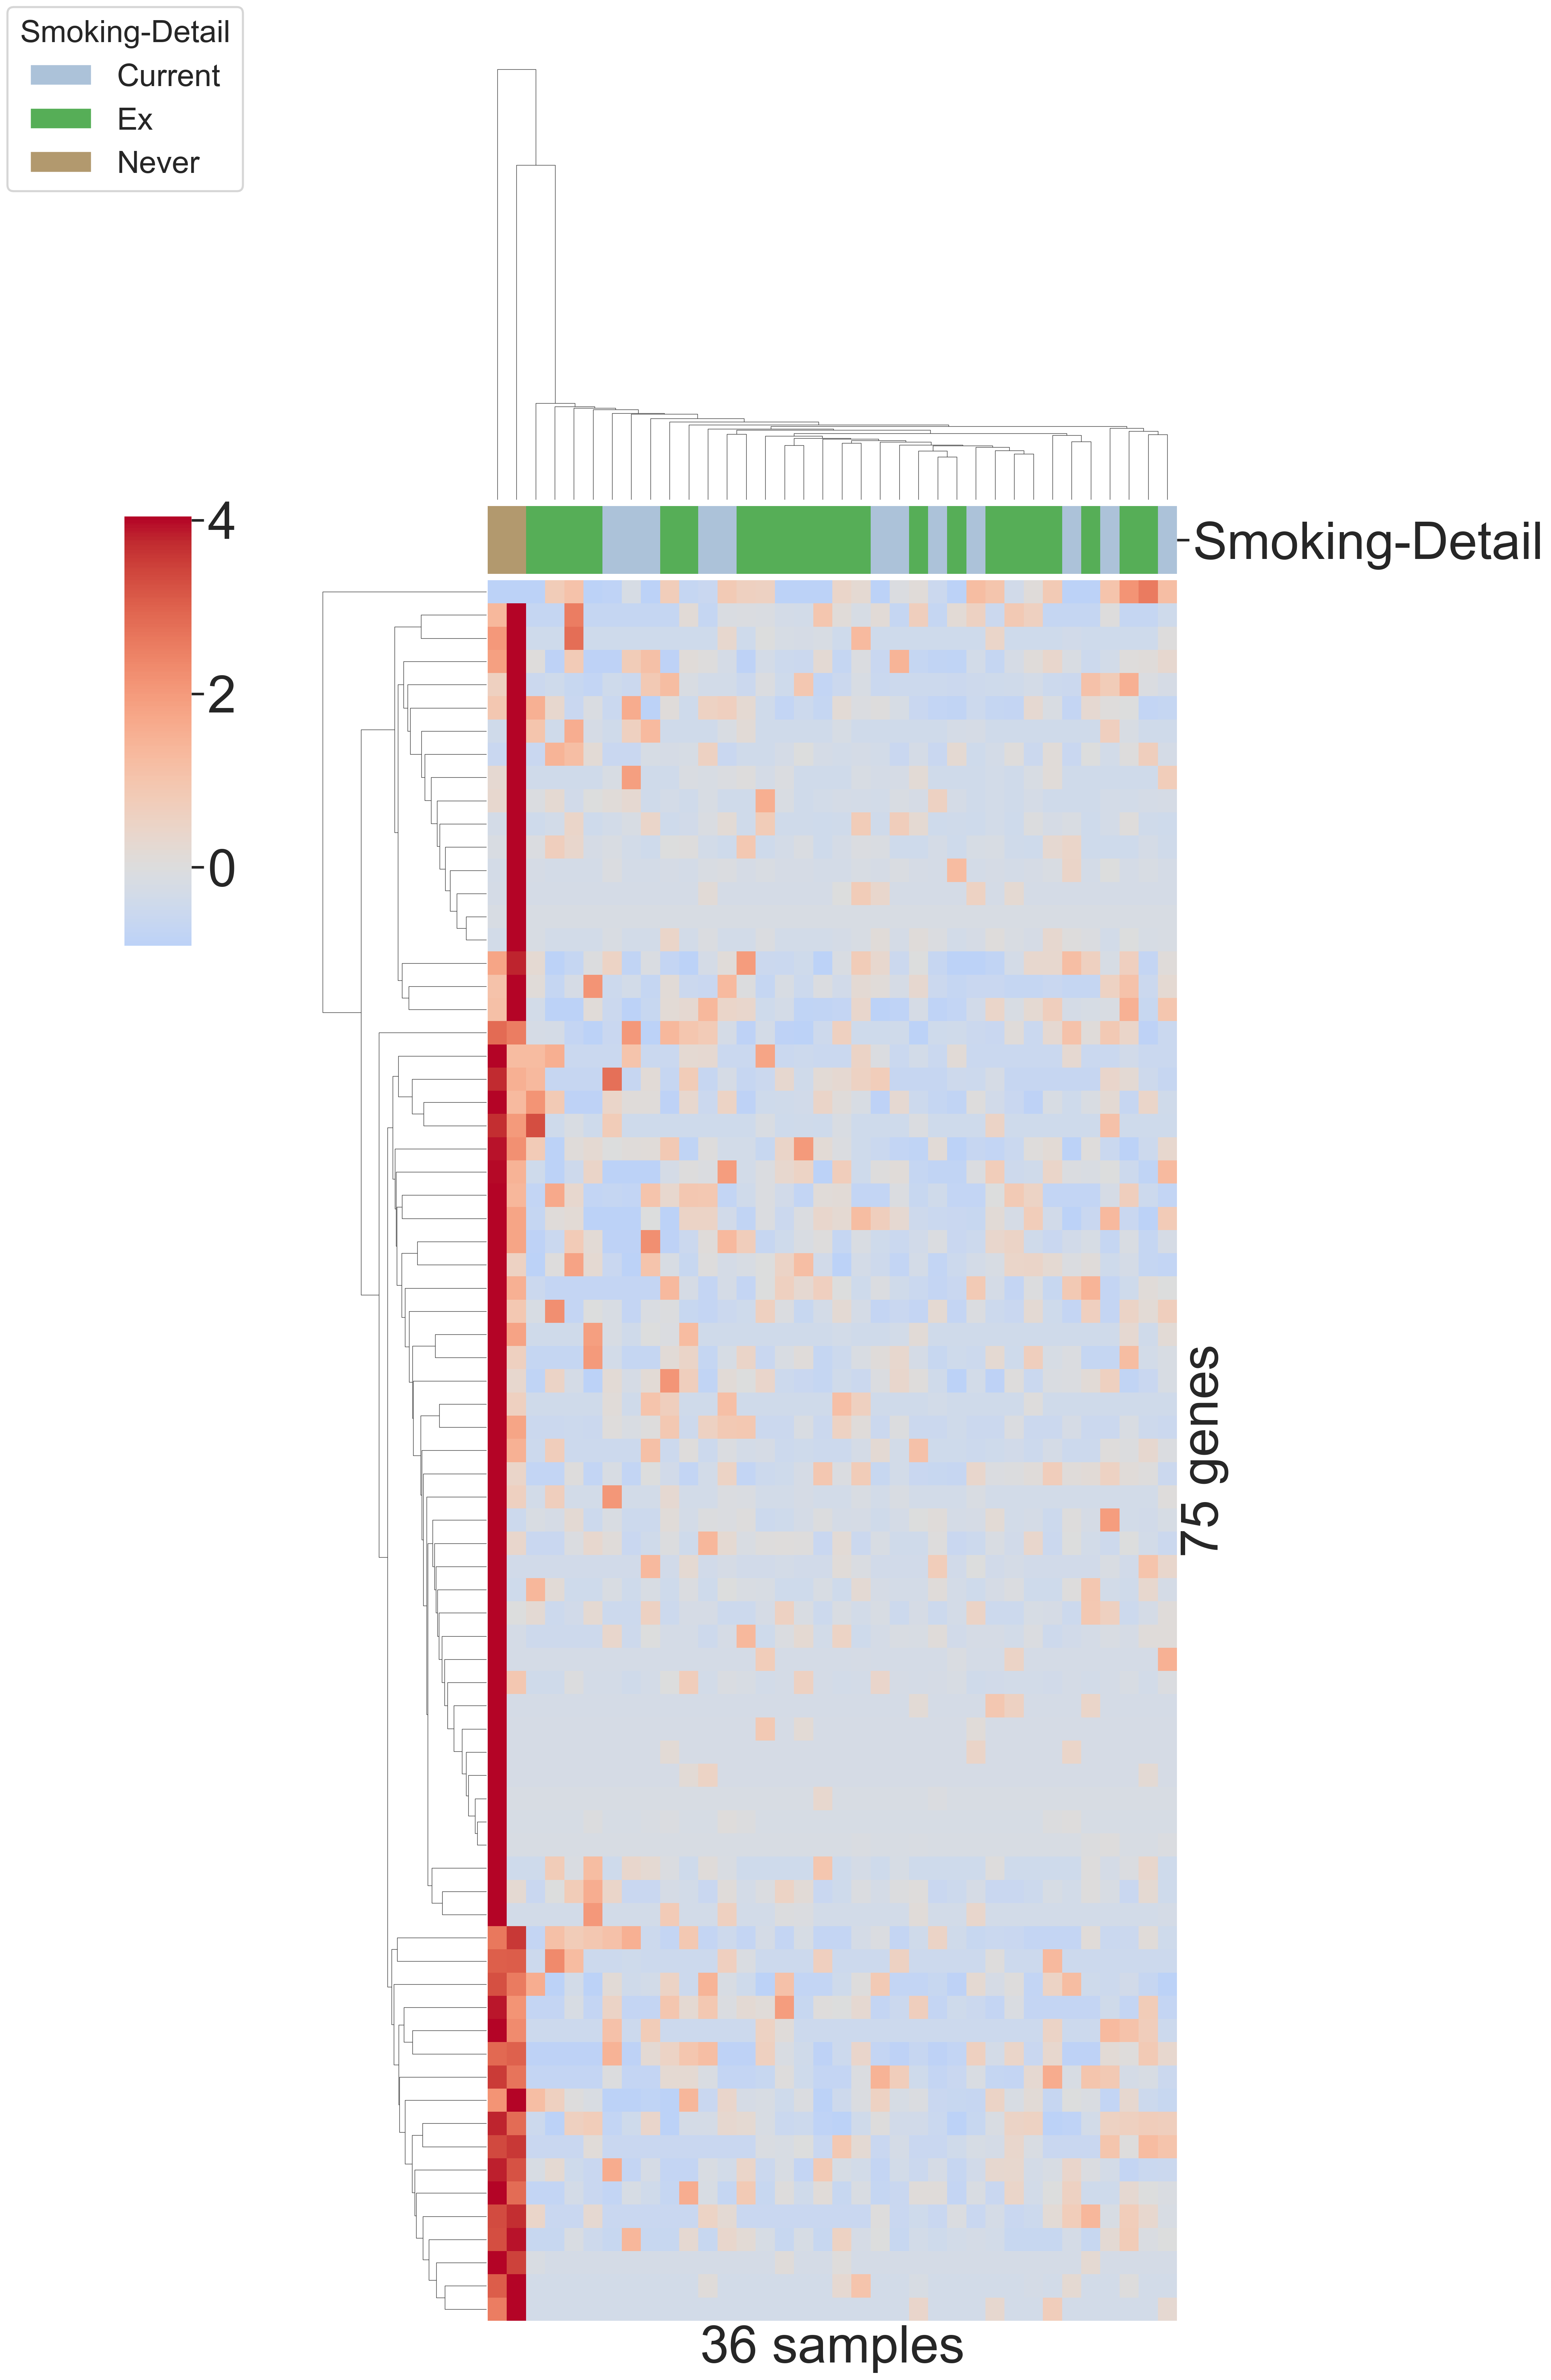 Smoking-Detail
Current
Ex
Never
4
2
0
Smoking-Detail
75 genes
36 samples